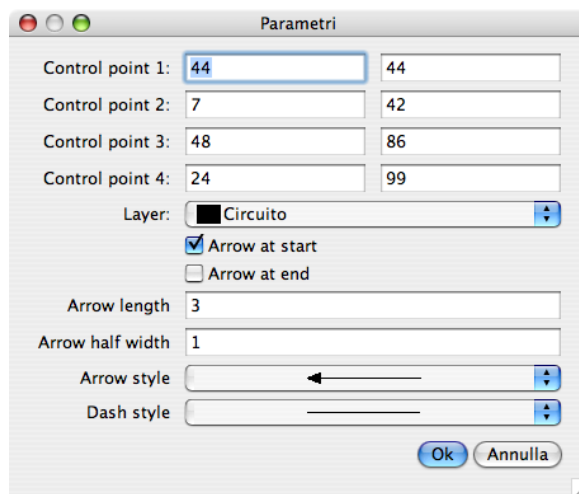 Parametri
Control point 1: 44 44
Control point 2: 7 42
Control point 3: 48 86
Control point 4: 24 99
Layer: Circuito
Arrow at start
Arrow at end
Arrow length 3
Arrow half width 1
Arrow style
Dash style
Ok Annulla